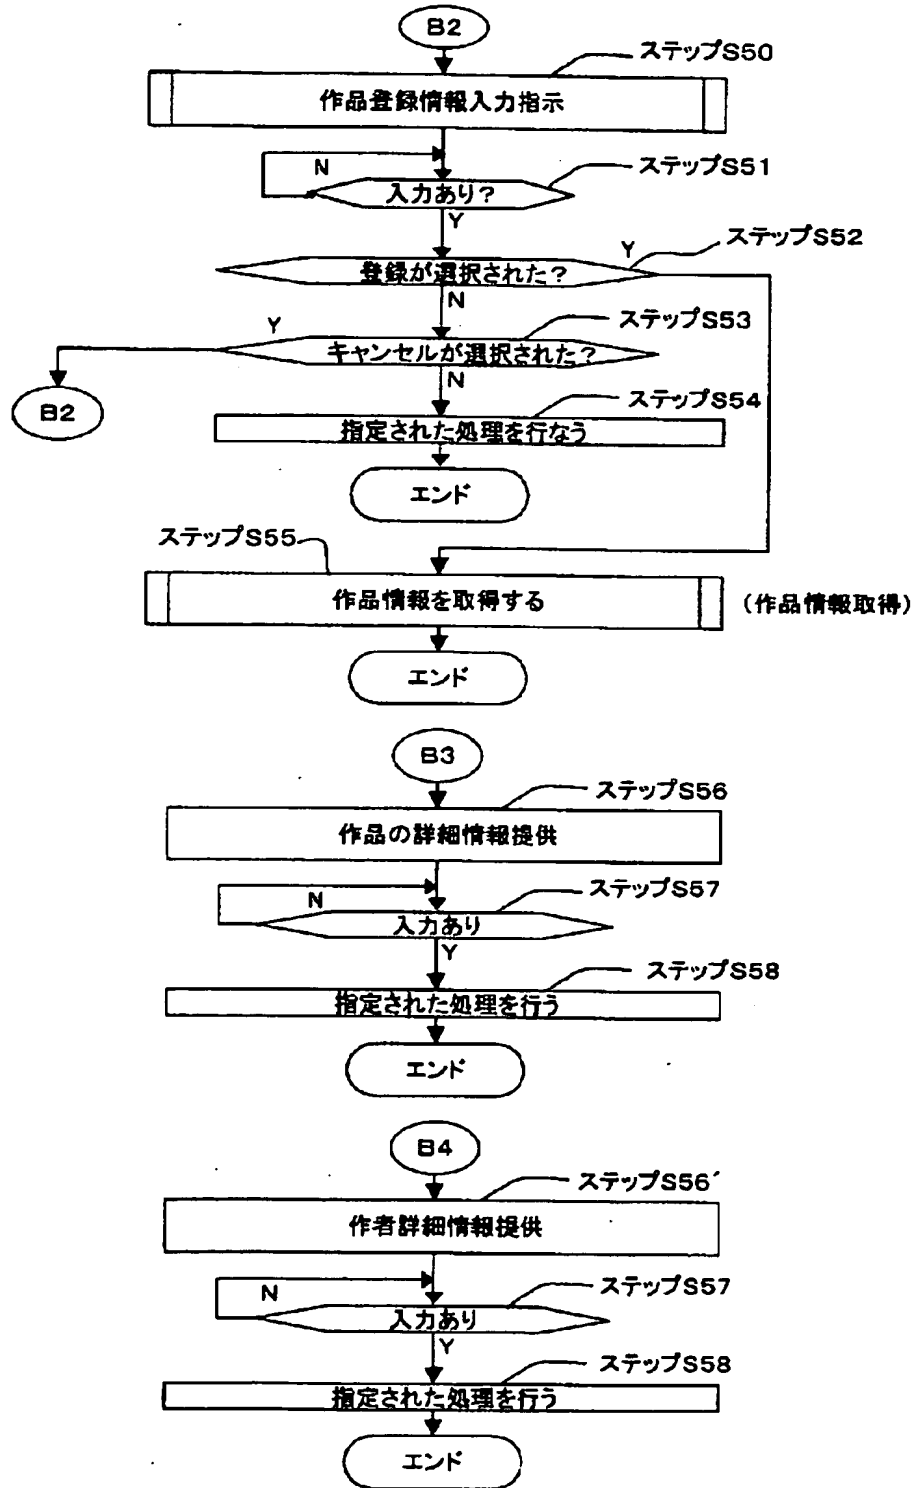 B2
ステップS50
作品登録情報入力指示
N
ステップS51
入力あり?
Y
ステップS52
Y
登録が選択された?
N
ステップS53
Y
キャンセルが選択された?
N
B2
ステップS54
指定された処理を行なう
エンド
ステップS55
作品情報を取得する
(作品情報取得)
エンド
B3
ステップS56
作品の詳細情報提供
ステップS57
N
入力あり
Y
ステップS58
指定された処理を行う
エンド
B4
ステップS56´
作者詳細情報提供
ステップS57
N
入力あり
Y
ステップS58
指定された処理を行う
エンド